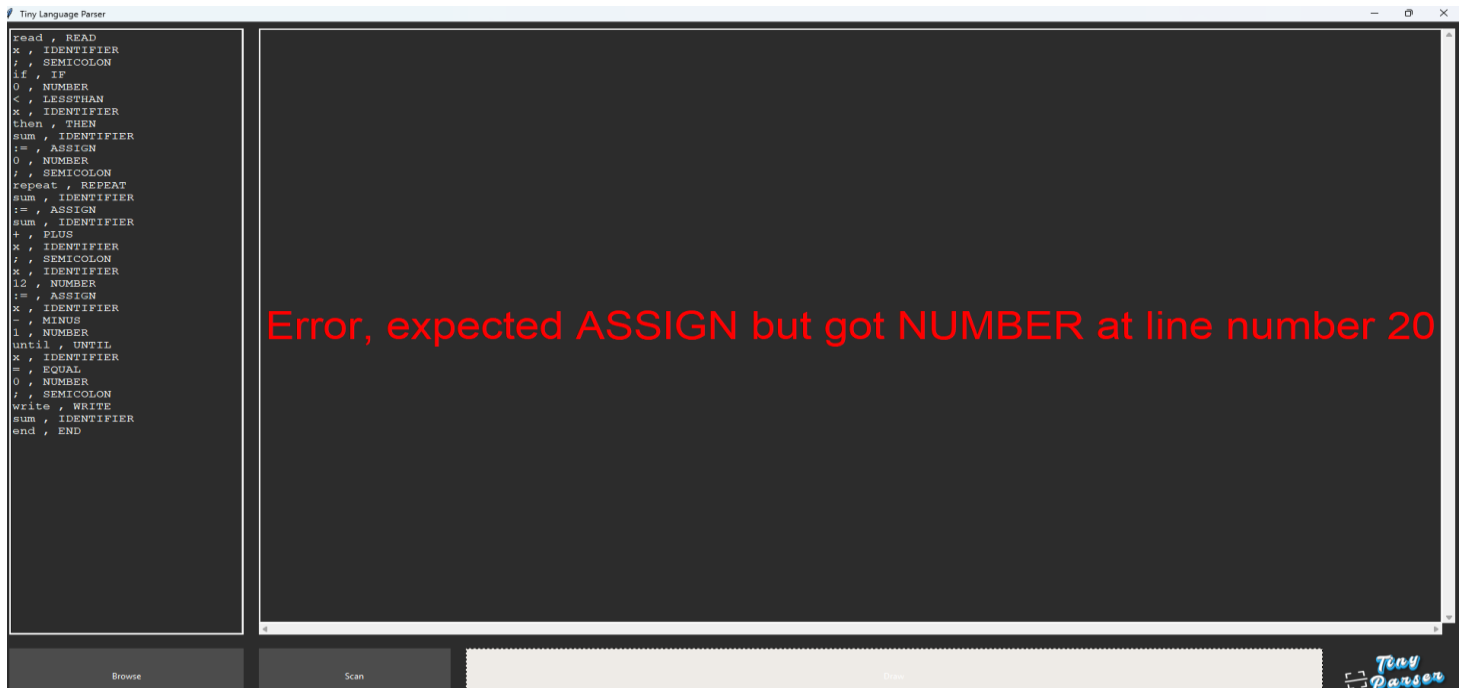 Tiny Language Parser
read , READ
x , IDENTIFIER
; , SEMICOLON
if , IF
0 , NUMBER
< , LESSTHAN
x , IDENTIFIER
then , THEN
sum , IDENTIFIER
:= , ASSIGN
0 , NUMBER
; , SEMICOLON
repeat , REPEAT
sum , IDENTIFIER
:= , ASSIGN
sum , IDENTIFIER
+ , PLUS
x , IDENTIFIER
; , SEMICOLON
x , IDENTIFIER
12 , NUMBER
:= , ASSIGN
x , IDENTIFIER
- , MINUS
1 , NUMBER
until , UNTIL
x , IDENTIFIER
= , EQUAL
0 , NUMBER
; , SEMICOLON
write , WRITE
sum , IDENTIFIER
end , END
Error, expected ASSIGN but got NUMBER at line number 20
Browse
Scan
Draw
Tiny
Parser